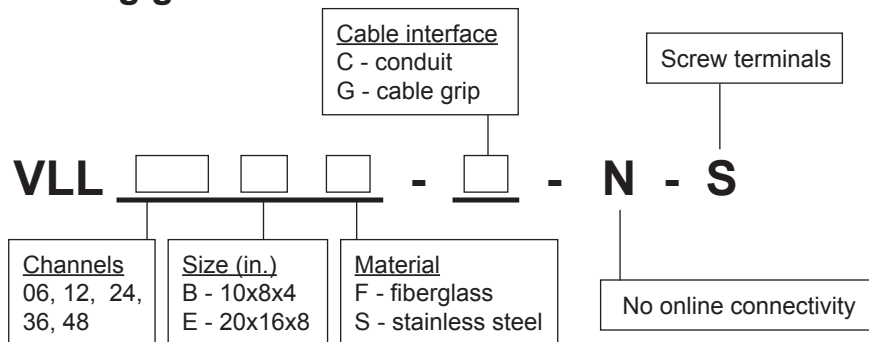 Cable interface
C - conduit
G - cable grip
Screw terminals
VLL - - N - S
Channels
06, 12, 24,
36, 48
Size (in.)
B - 10x8x4
E - 20x16x8
Material
F - fiberglass
S - stainless steel
No online connectivity